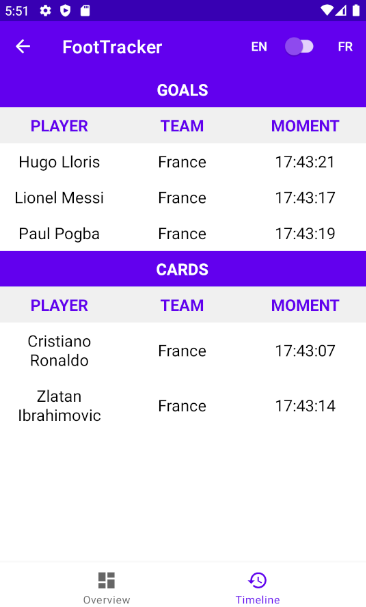 5:51
FootTracker EN FR
GOALS
PLAYER TEAM MOMENT
Hugo Lloris France 17:43:21
Lionel Messi France 17:43:17
Paul Pogba France 17:43:19
CARDS
PLAYER TEAM MOMENT
Cristiano
Ronaldo France 17:43:07
Zlatan
Ibrahimovic France 17:43:14
Overview Timeline